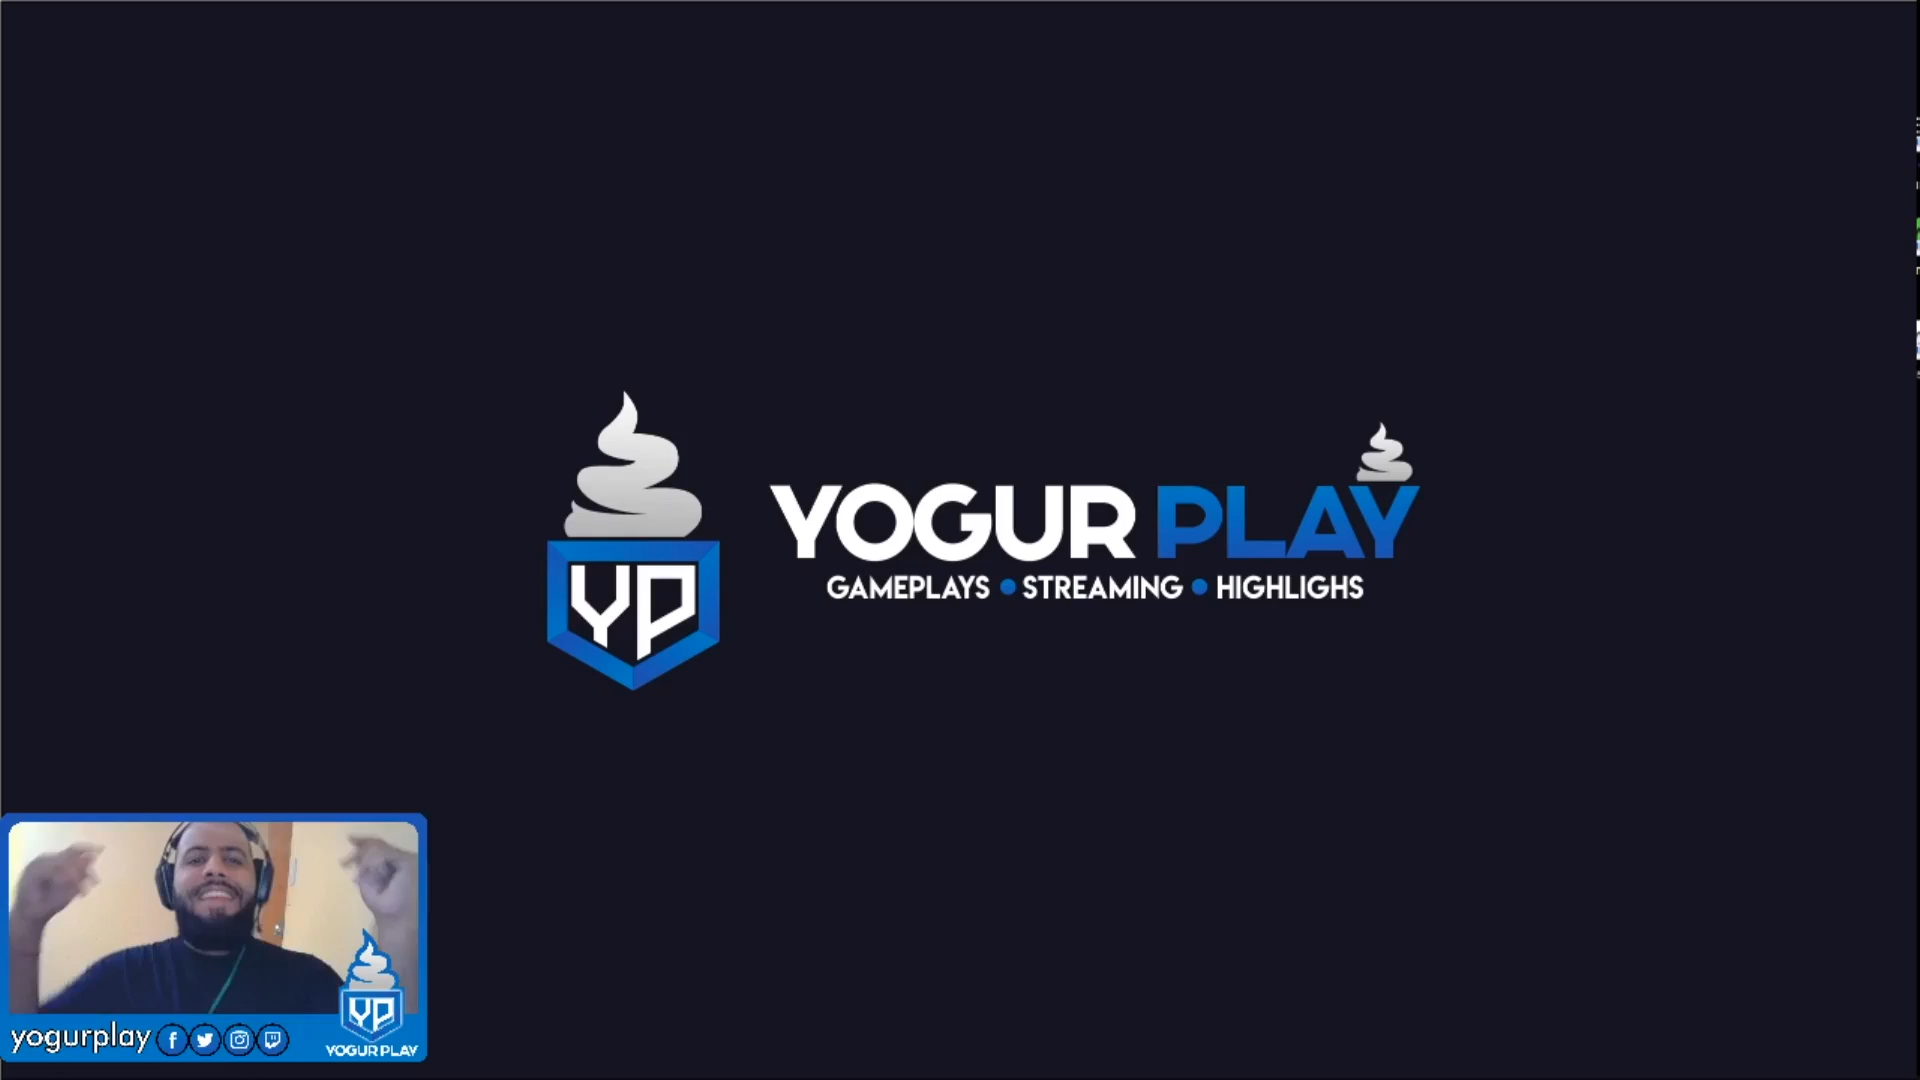 YP
YOGUR PLAY
GAMEPLAYS • STREAMING • HIGHLIGHS
yogurplay
YP
YOGUR PLAY